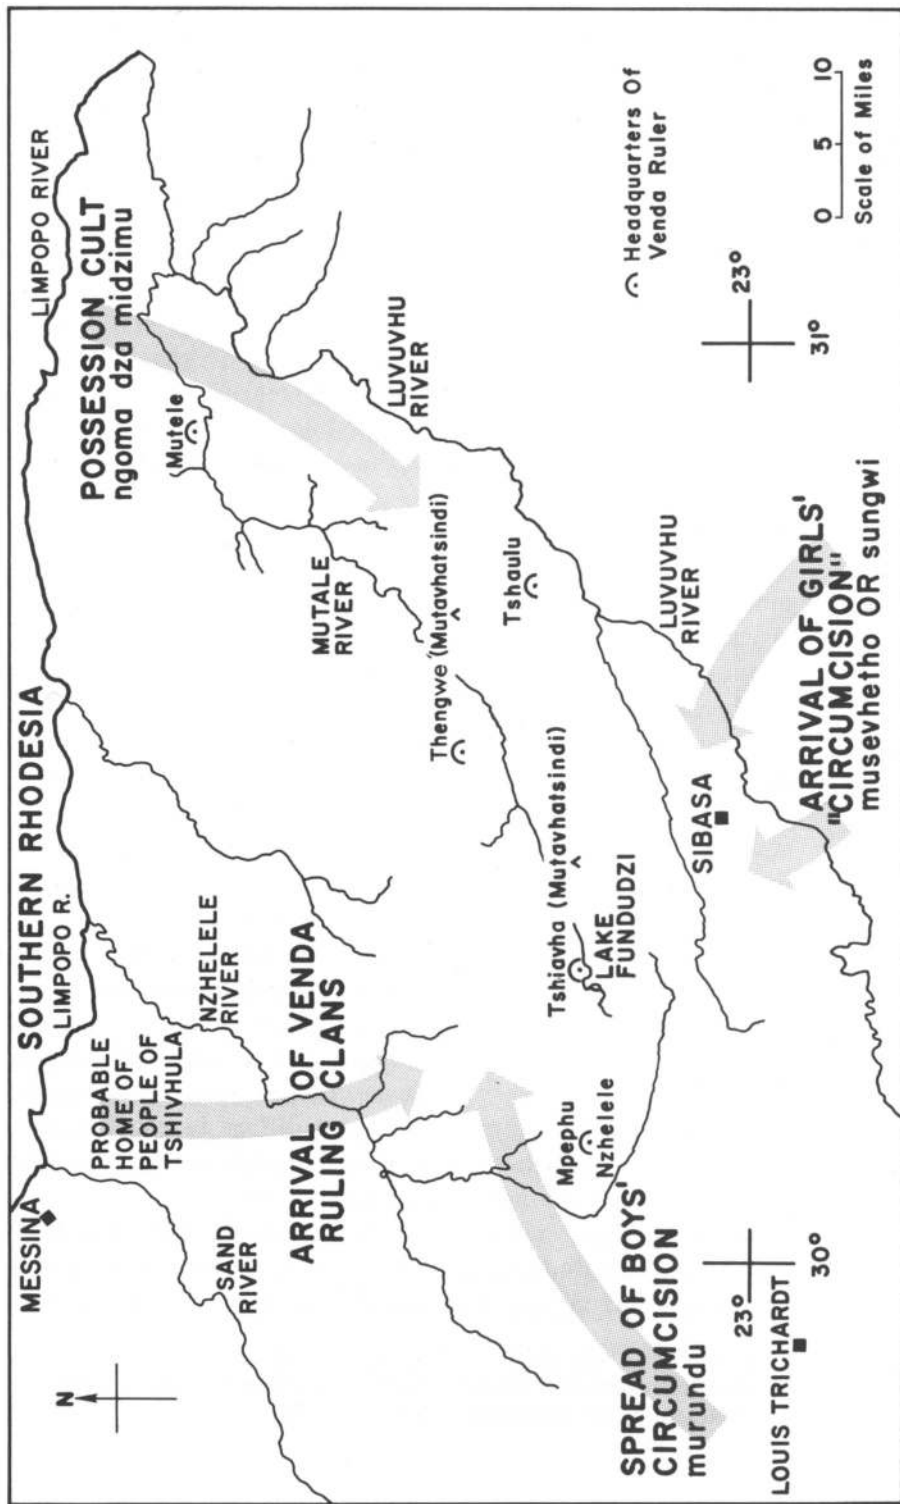 SOUTHERN RHODESIA
MESSINA
LIMPOPO R.
LIMPOPO RIVER
PROBABLE
HOME OF
PEOPLE OF
TSHIVHULA
POSSESSION CULT
ngoma dza midzimu
N
SAND
RIVER
NZHELELE
RIVER
Mutele
ARRIVAL OF VENDA
RULING CLANS
MUTALE
RIVER
LUVUVHU
RIVER
Thengwe (Mutavhatsindi)
Tshaulu
Tshiavha (Mutavhatsindi)
LAKE
FUNDUDZI
Mpephu
Nzhelele
Headquarters Of
Venda Ruler
SPREAD OF BOYS'
CIRCUMCISION
murundu
SIBASA
LUVUVHU
RIVER
23°
30°
23°
31°
LOUIS TRICHARDT
ARRIVAL OF GIRLS'
"CIRCUMCISION"
musevhetho OR sungwi
0 5 10
Scale of Miles